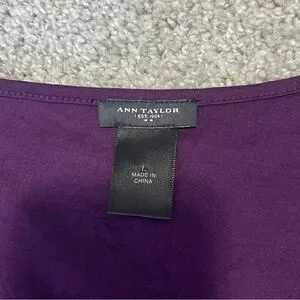 ANN TAYLOR
EST. 1954
L
MADE IN
CHINA